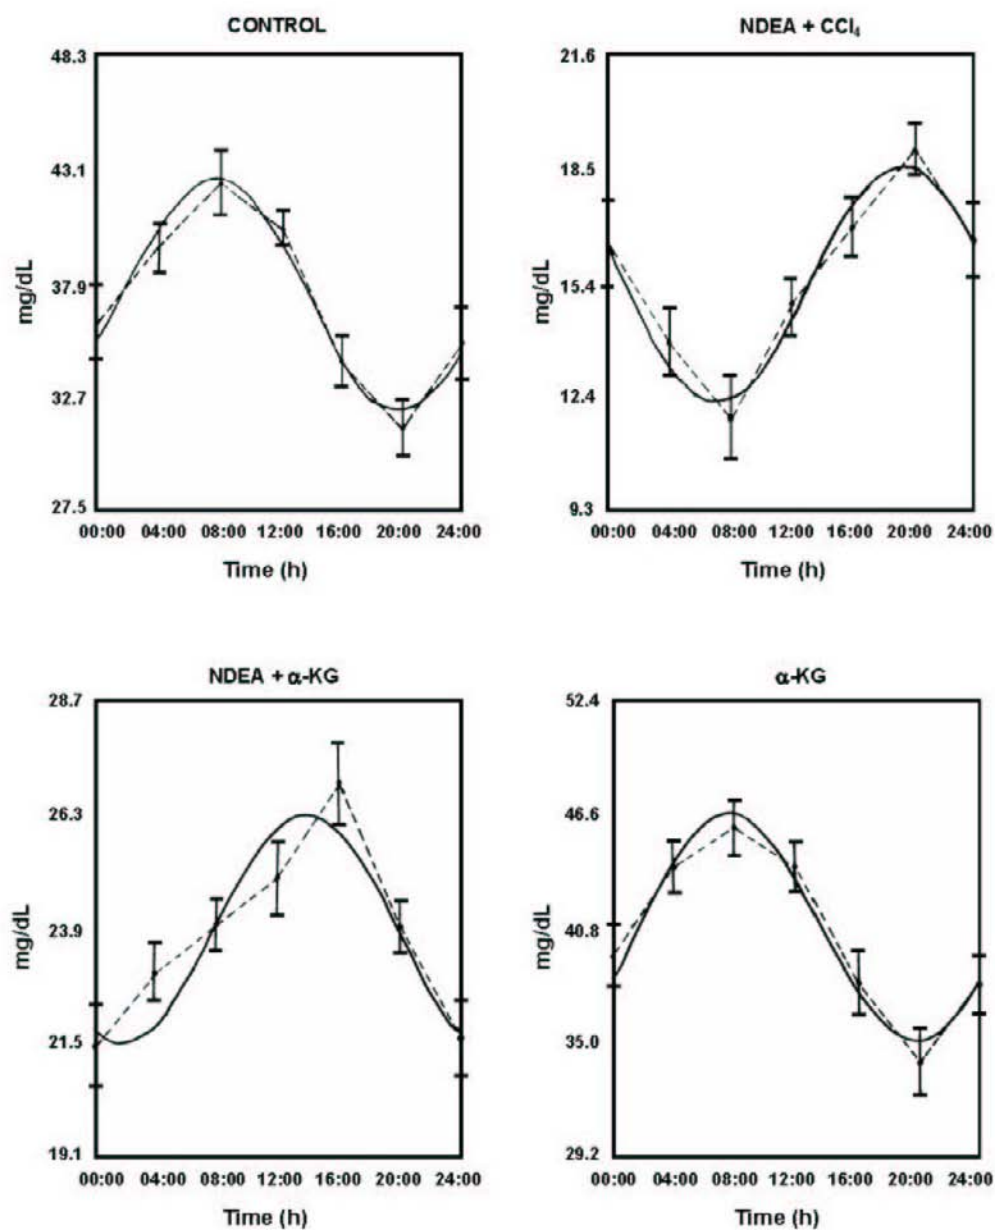 CONTROL
48.3
43.1
37.9
32.7
27.5
mg/dL
00:00 04:00 08:00 12:00 16:00 20:00 24:00
Time (h)
NDEA + CCl₄
21.6
18.5
15.4
12.4
9.3
mg/dL
00:00 04:00 08:00 12:00 16:00 20:00 24:00
Time (h)
NDEA + α-KG
28.7
26.3
23.9
21.5
19.1
mg/dL
00:00 04:00 08:00 12:00 16:00 20:00 24:00
Time (h)
α-KG
52.4
46.6
40.8
35.0
29.2
mg/dL
00:00 04:00 08:00 12:00 16:00 20:00 24:00
Time (h)